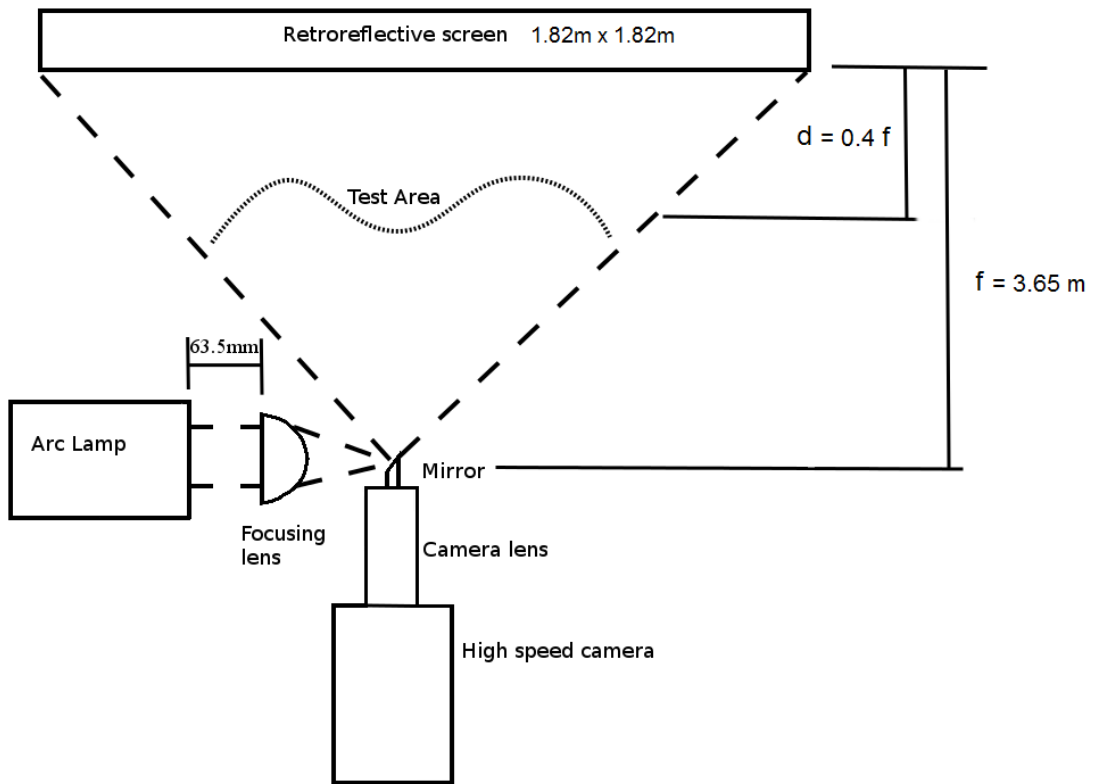 Retroreflective screen 1.82m x 1.82m
d = 0.4 f
Test Area
f = 3.65 m
63.5mm
Arc Lamp
Mirror
Focusing
lens
Camera lens
High speed camera